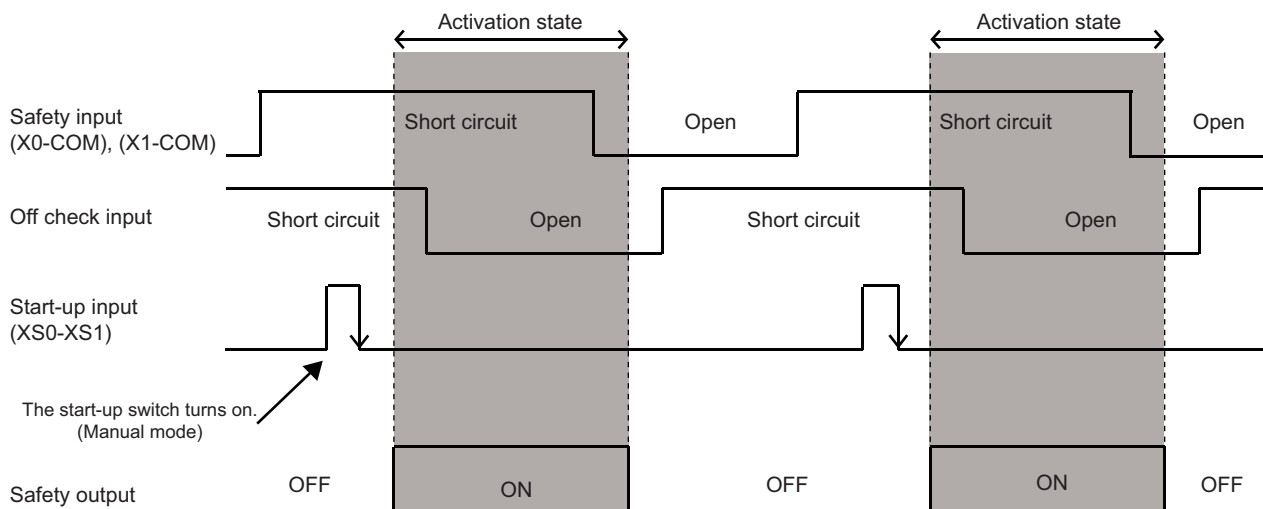 Activation state
Activation state
Safety input
(X0-COM), (X1-COM)
Short circuit
Open
Short circuit
Open
Off check input
Short circuit
Open
Short circuit
Open
Start-up input
(XS0-XS1)
The start-up switch turns on.
(Manual mode)
Safety output
OFF
ON
OFF
ON
OFF